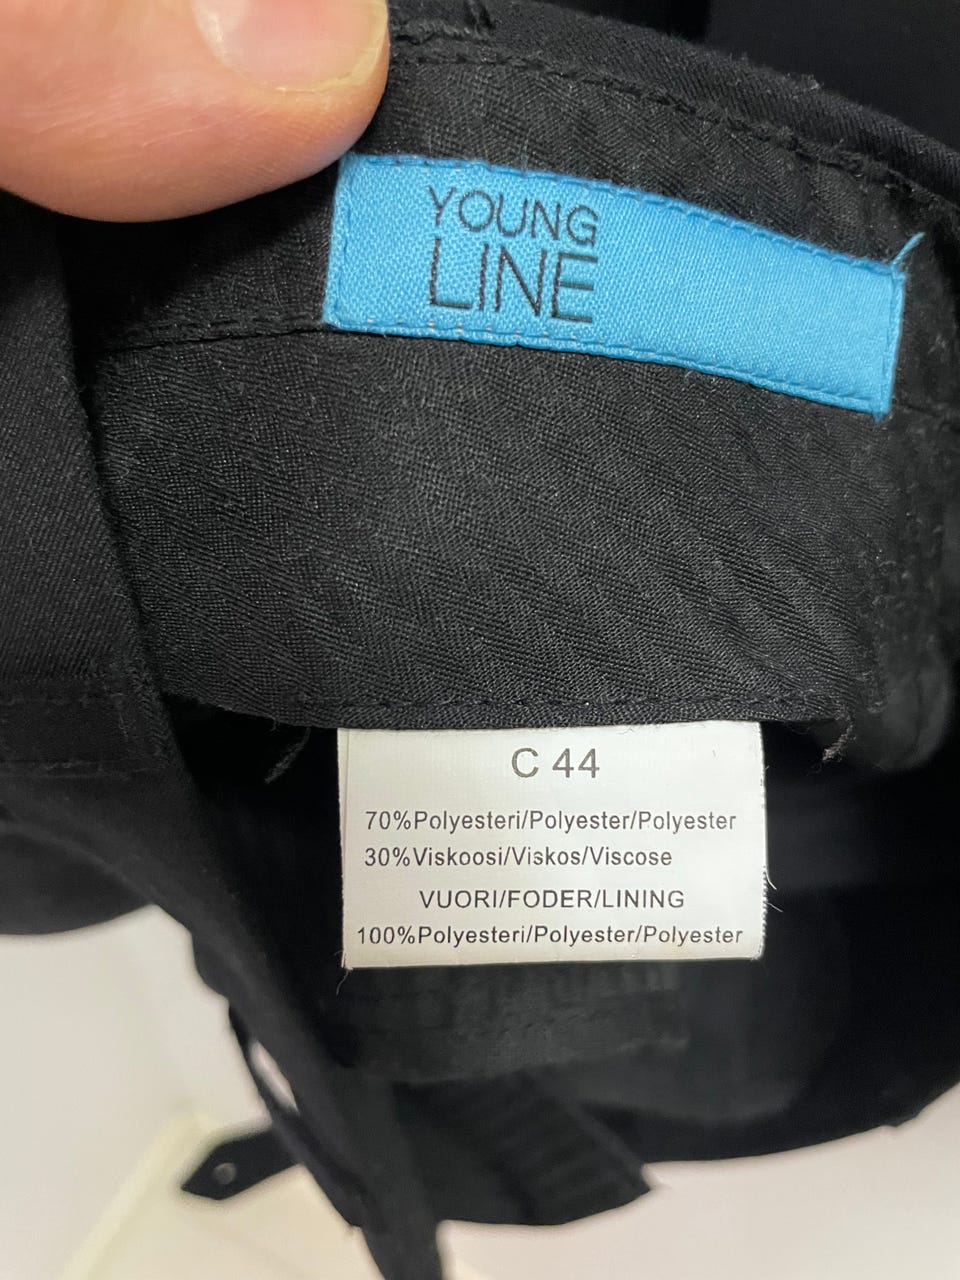 YOUNG
LINE
C 44
70%Polyesteri/Polyester/Polyester
30%Viskoosi/Viskos/Viscose
VUORI/FODER/LINING
100%Polyesteri/Polyester/Polyester